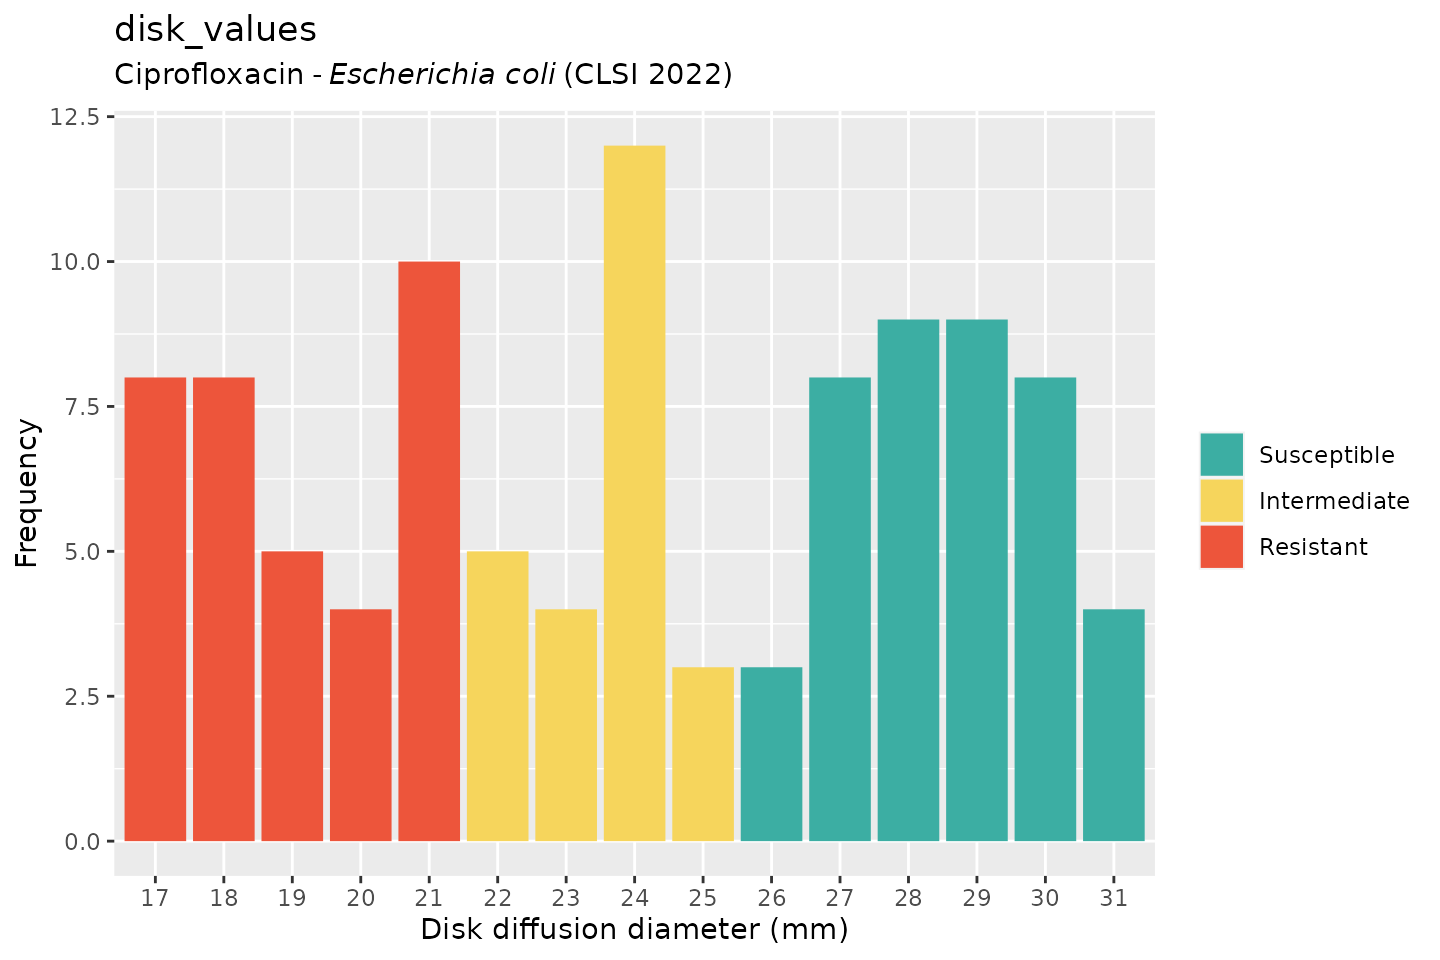 disk_values
Ciprofloxacin - Escherichia coli (CLSI 2022)
12.5
10.0
7.5
5.0
2.5
0.0
Frequency
17 18 19 20 21 22 23 24 25 26 27 28 29 30 31
Disk diffusion diameter (mm)
Susceptible
Intermediate
Resistant